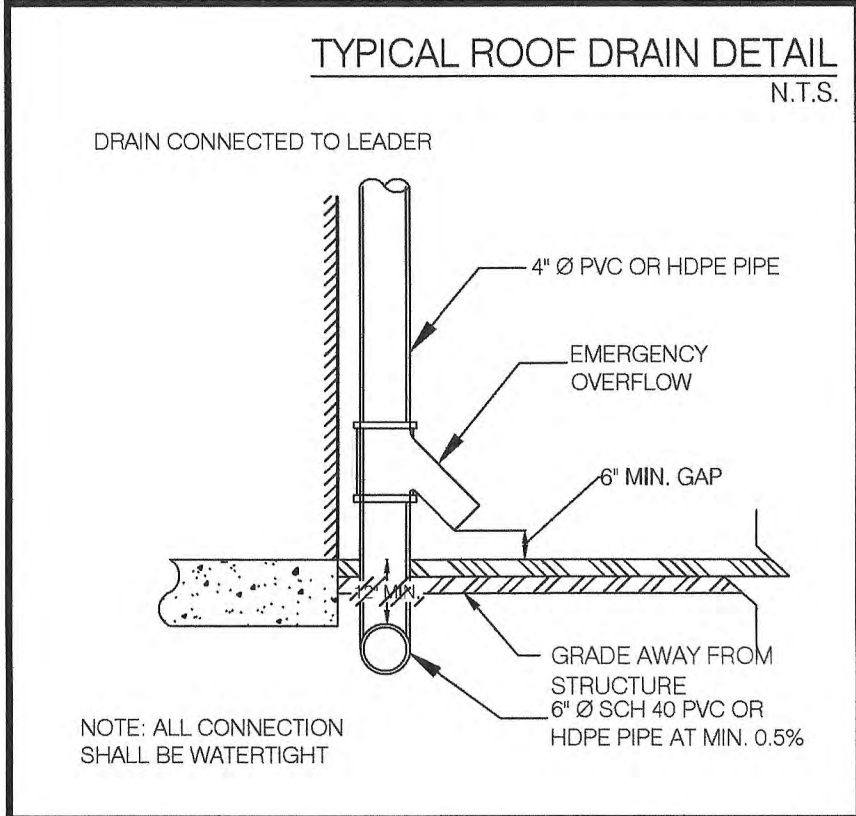 TYPICAL ROOF DRAIN DETAIL
N.T.S.
DRAIN CONNECTED TO LEADER
4" Ø PVC OR HDPE PIPE
EMERGENCY
OVERFLOW
6" MIN. GAP
12" MIN.
GRADE AWAY FROM
STRUCTURE
6" Ø SCH 40 PVC OR
HDPE PIPE AT MIN. 0.5%
NOTE: ALL CONNECTION
SHALL BE WATERTIGHT